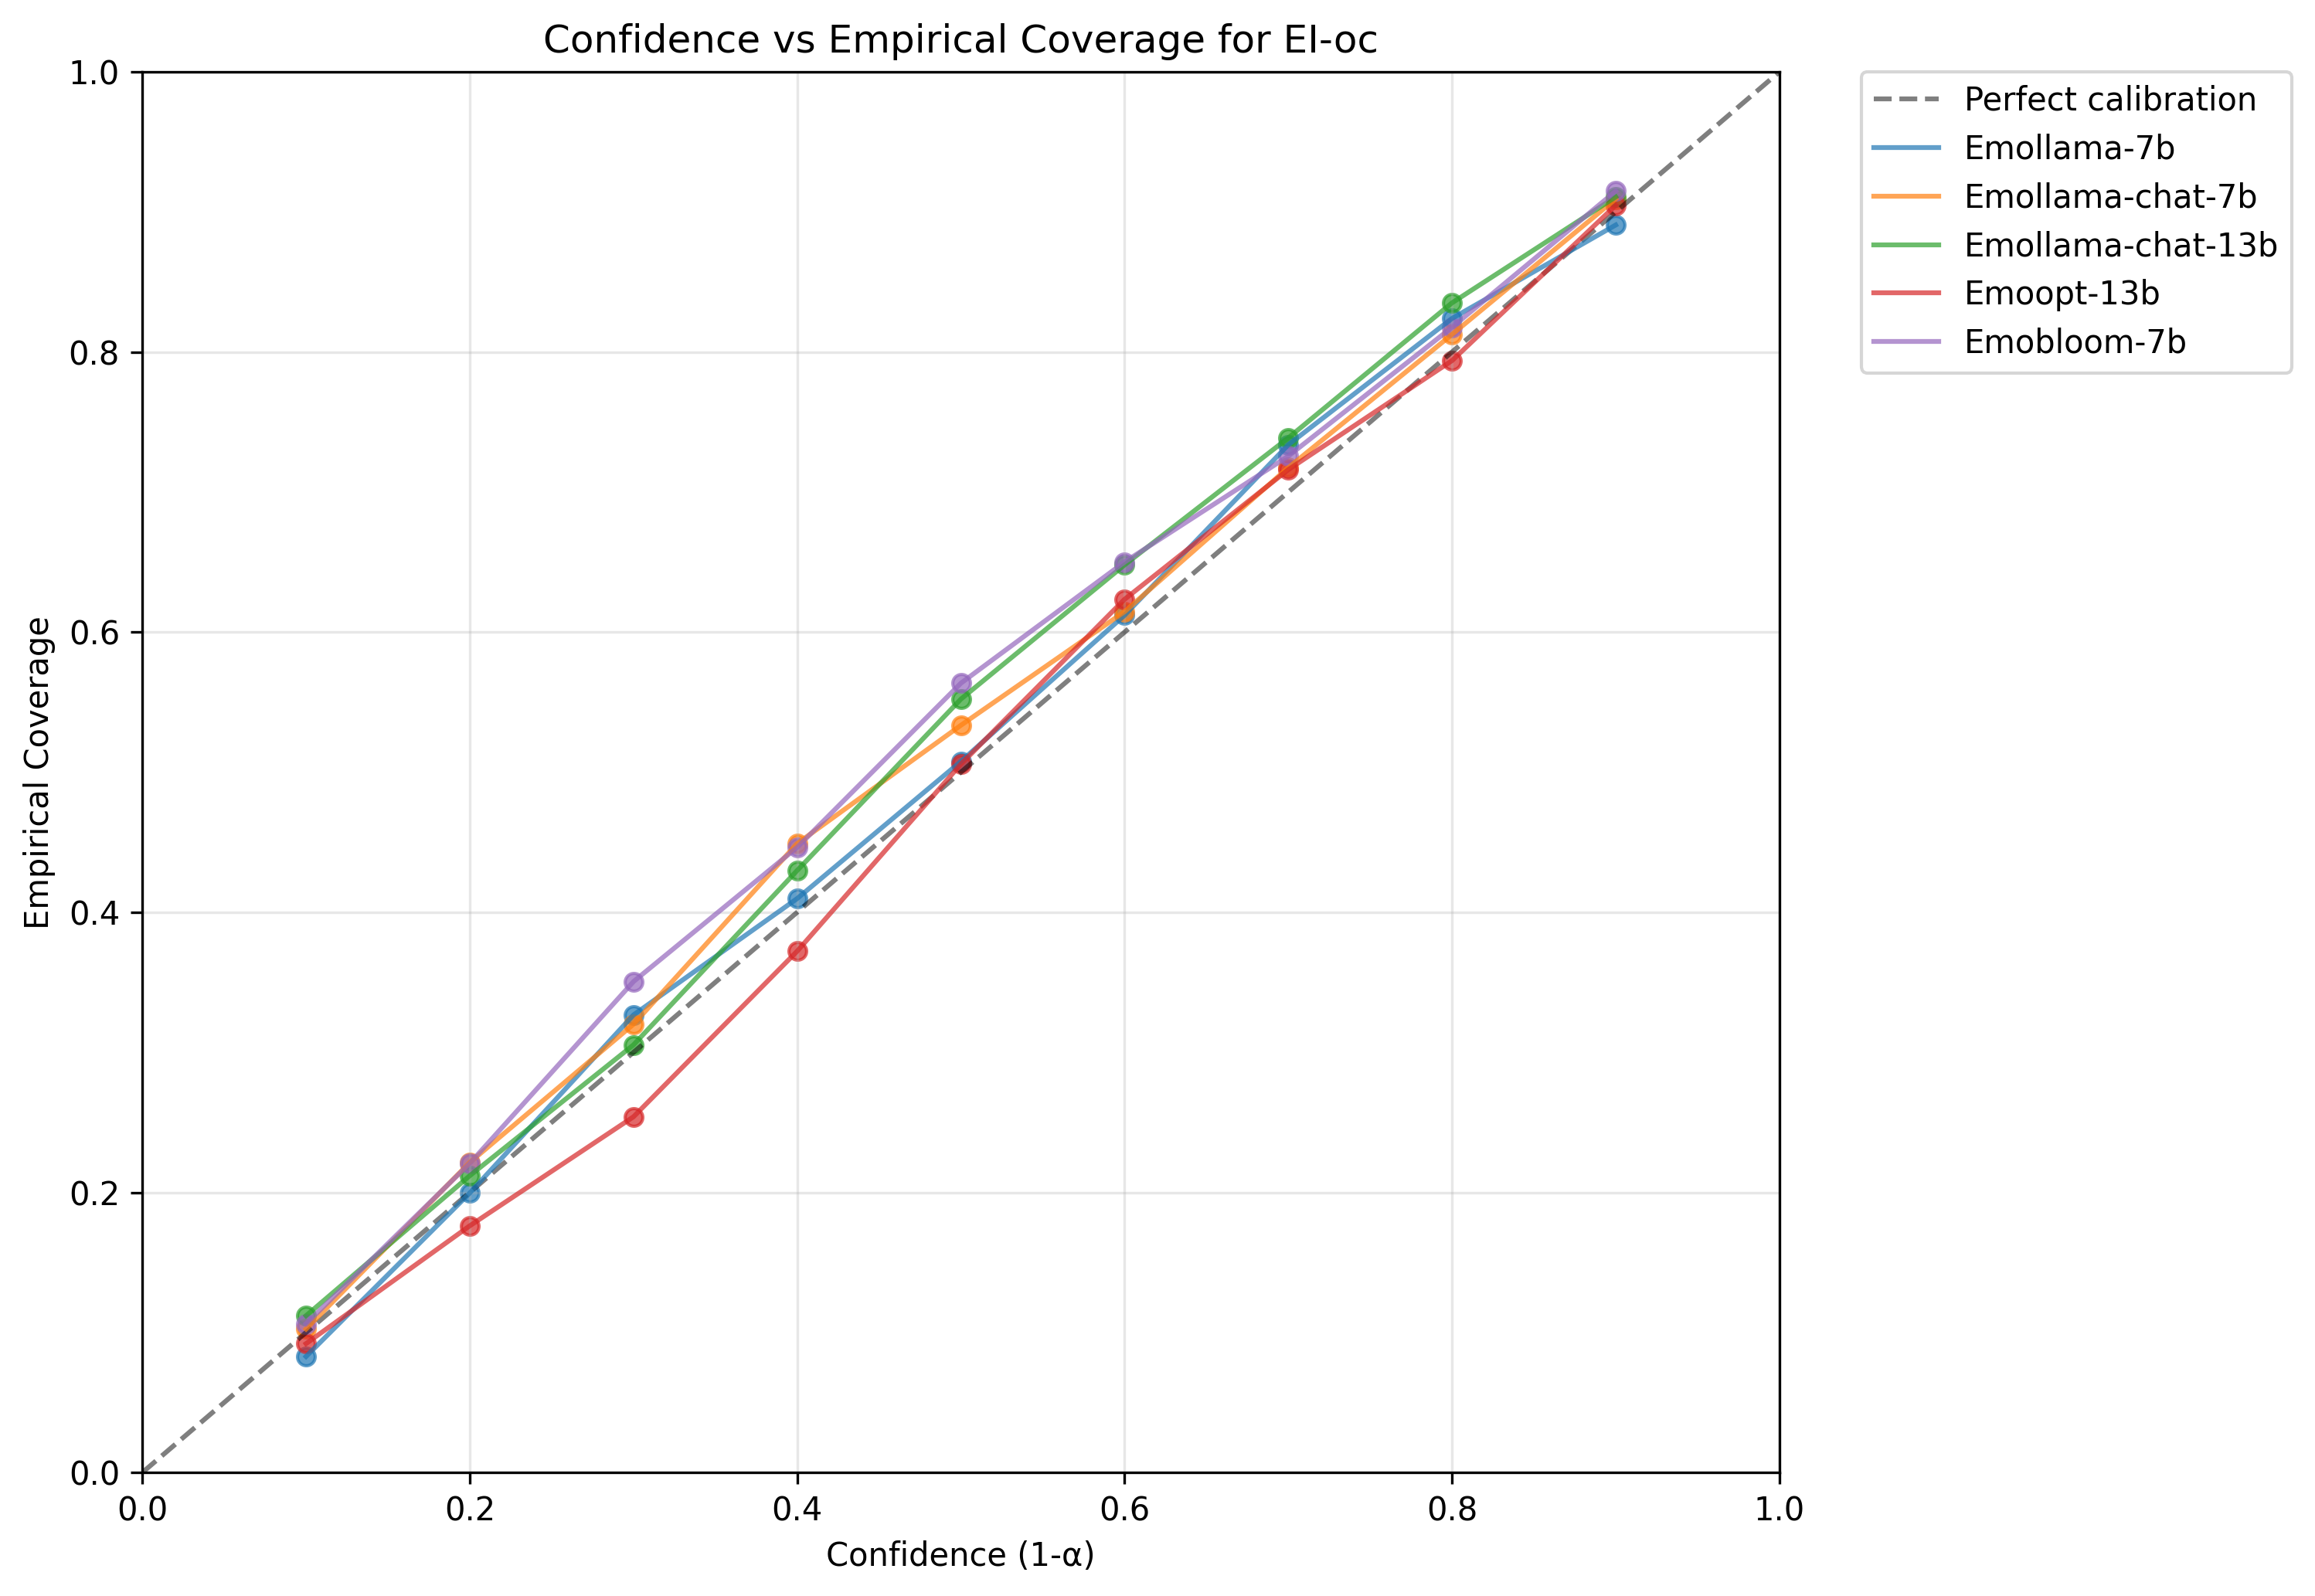 Confidence vs Empirical Coverage for EI-oc
1.0
0.8
0.6
0.4
0.2
0.0
Empirical Coverage
0.0 0.2 0.4 0.6 0.8 1.0
Confidence (1-α)
Perfect calibration
Emollama-7b
Emollama-chat-7b
Emollama-chat-13b
Emoopt-13b
Emobloom-7b